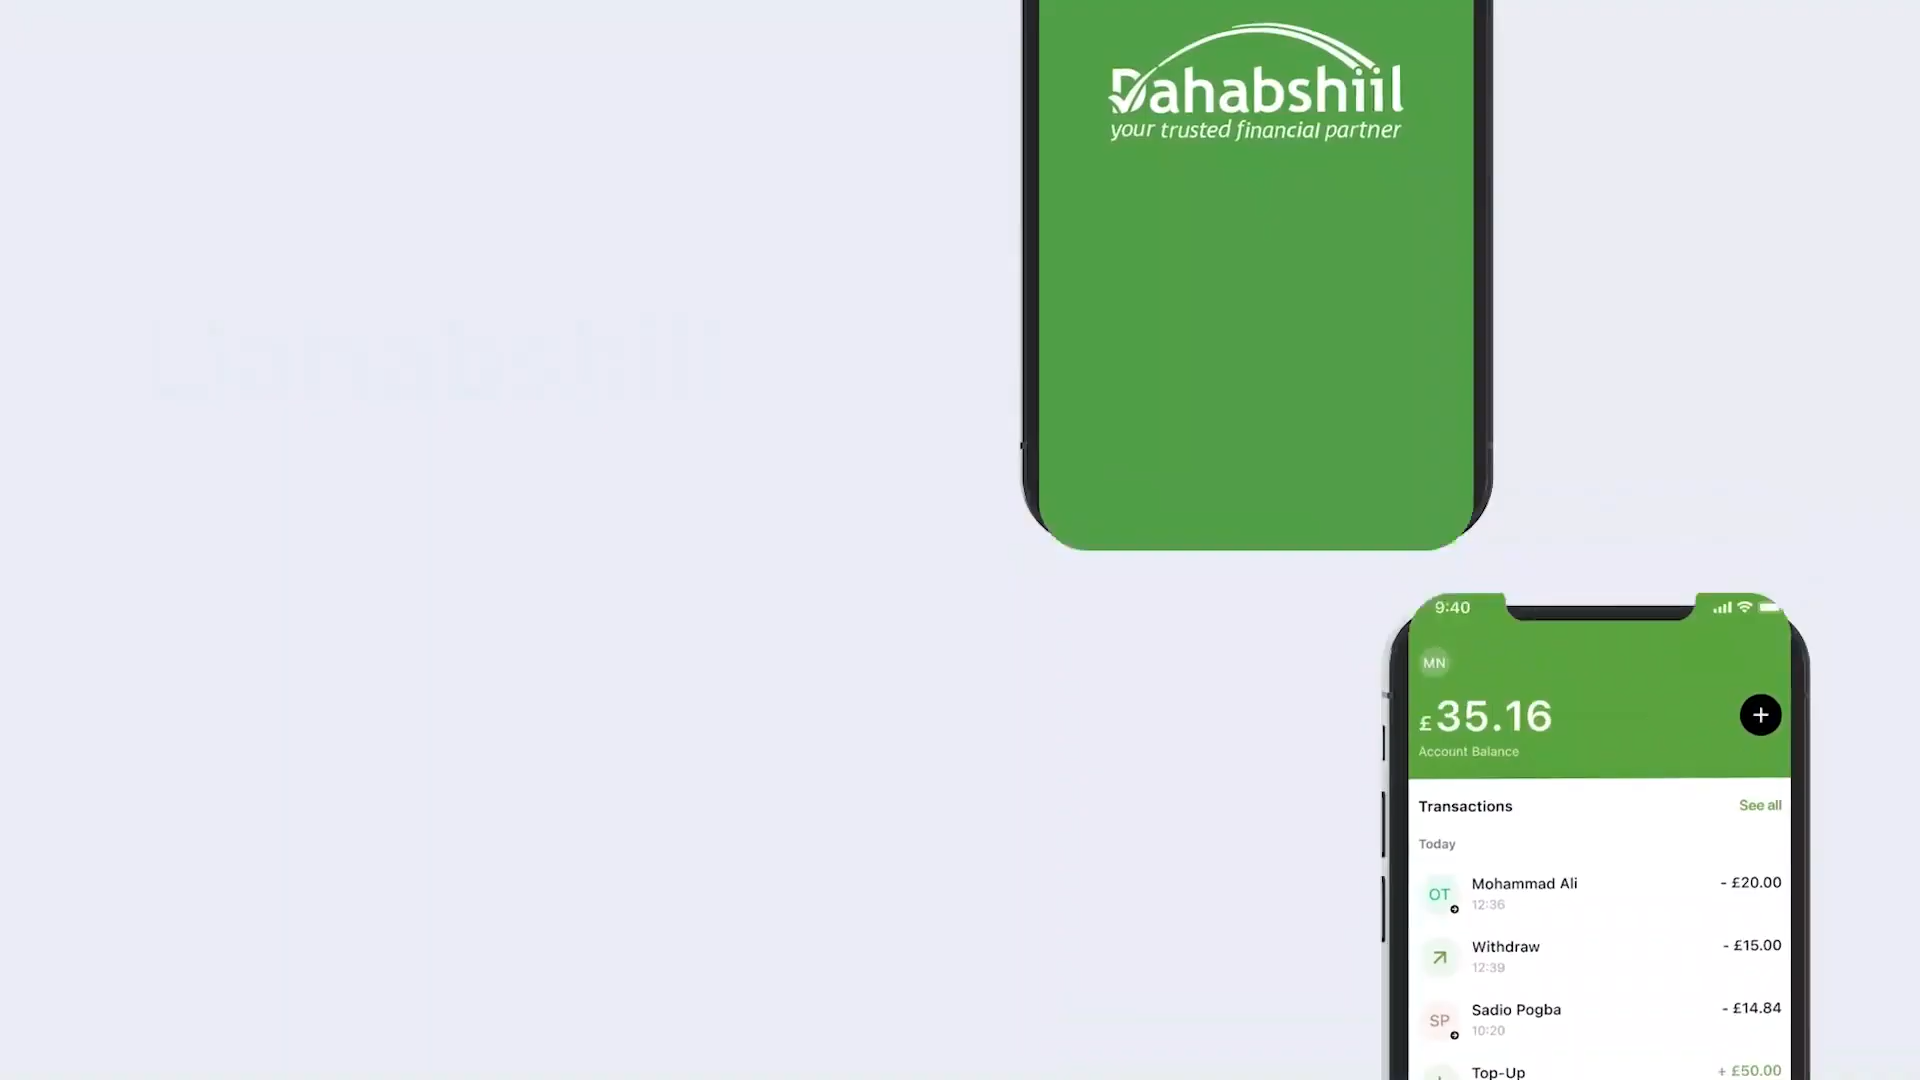 Dahabshiil
your trusted financial partner
Dahabshiil
9:40
MN
£35.16
Account Balance
Transactions
See all
Today
OT
Mohammad Ali
- £20.00
12:36
Withdraw
- £15.00
12:39
SP
Sadio Pogba
- £14.84
10:20
Top-Up
+ £50.00